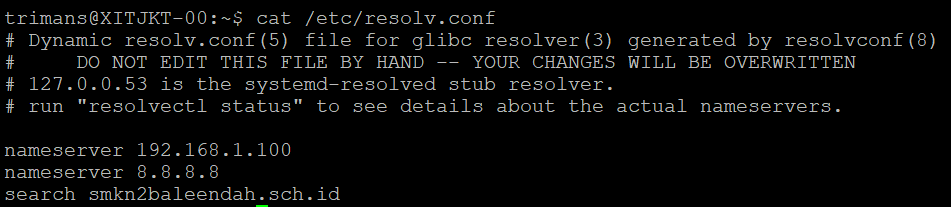 trimans@XITJKT-00:~$ cat /etc/resolv.conf
# Dynamic resolv.conf(5) file for glibc resolver(3) generated by resolvconf(8)
#     DO NOT EDIT THIS FILE BY HAND -- YOUR CHANGES WILL BE OVERWRITTEN
# 127.0.0.53 is the systemd-resolved stub resolver.
# run "resolvectl status" to see details about the actual nameservers.

nameserver 192.168.1.100
nameserver 8.8.8.8
search smkn2baleendah.sch.id